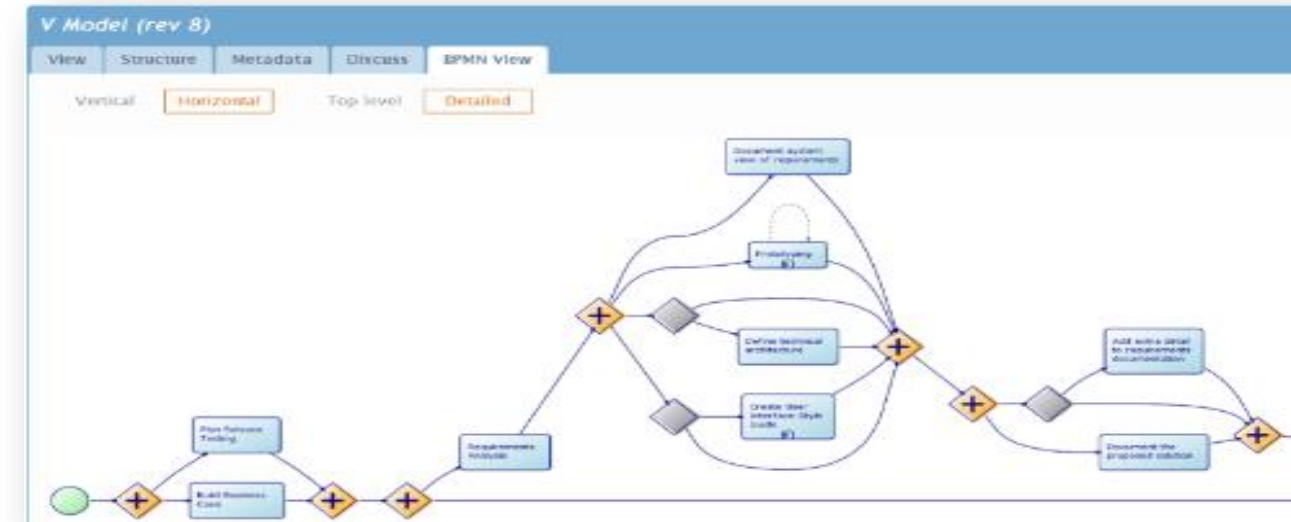 V Model (rev 8)
View Structure Metadata Discuss BPMN View
Vertical Horizontal Top level Detailed
Document system
view of requirements
Prototyping
Define technical
architecture
Add extra detail
to requirements
documentation
Create User
Interface Style
Guide
Plan Release
Testing
Requirements
Analysis
Document the
proposed solution
Build Business
Case